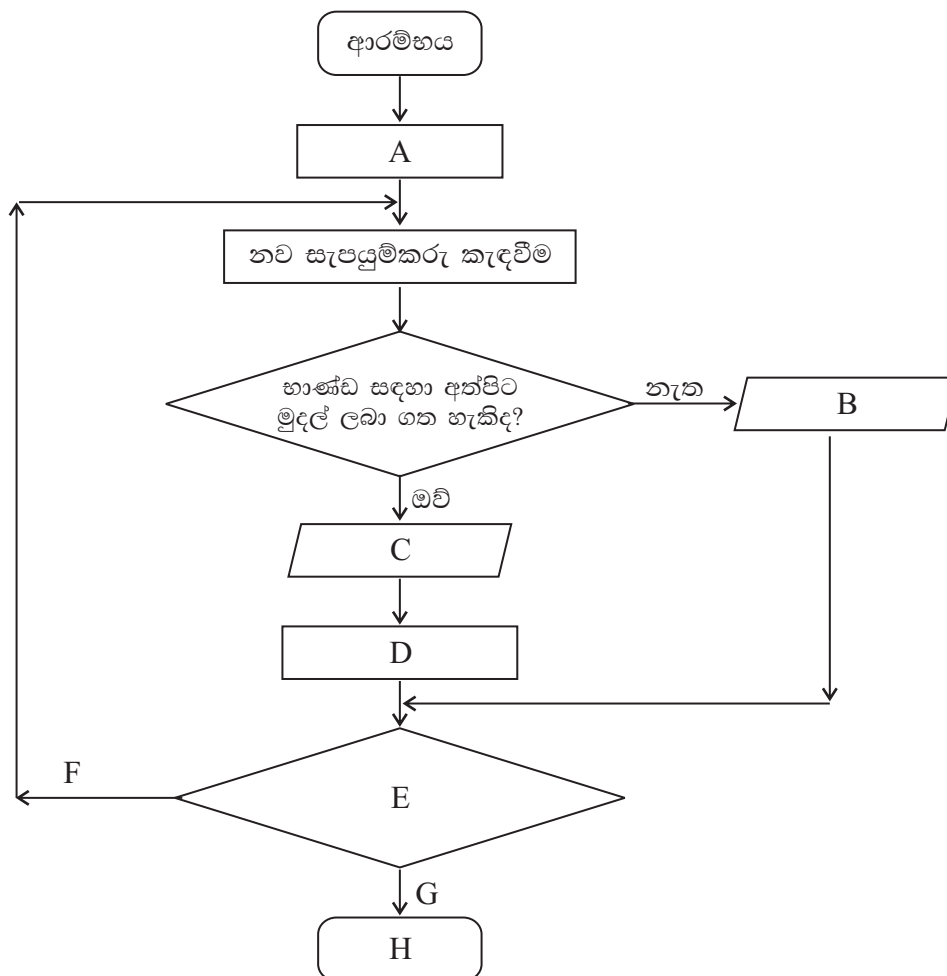 ආරම්භය
A
නව සැපයුම්කරු කැඳවීම
භාණ්ඩ සඳහා අත්පිට
මුදල් ලබා ගත හැකිද?
නැත
B
ඔව්
C
D
E
F
G
H